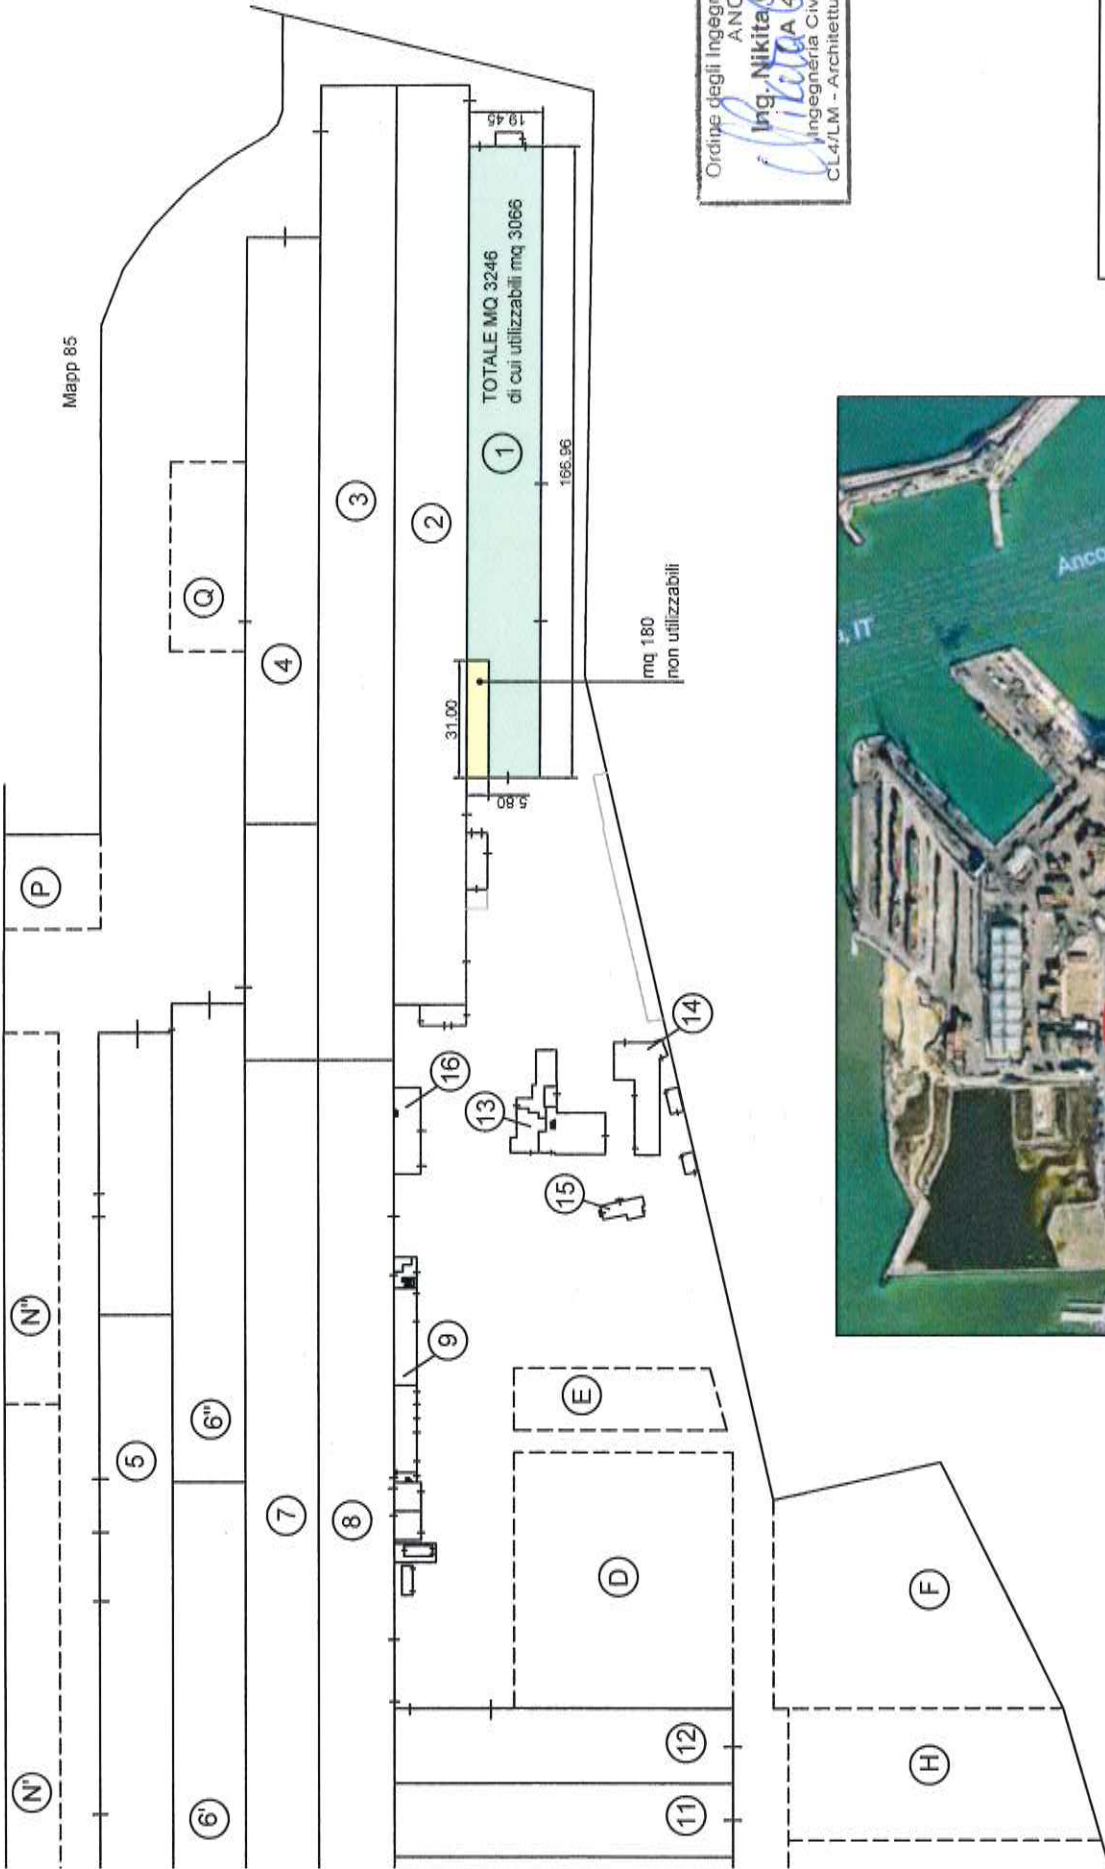 Mapp 85
N'
N"
P
Q
5
6'
6"
4
3
7
8
2
1
TOTALE MQ 3246
di cui utilizzabili mq 3066
19.45
166.96
31.00
5.80
mq 180
non utilizzabili
16
9
13
14
15
E
D
12
11
F
H
Ordine degli Ingegn
ANC
Ing. Nikita
Ingegneria Civ
CL4/LM - Architettu
, IT
Anco